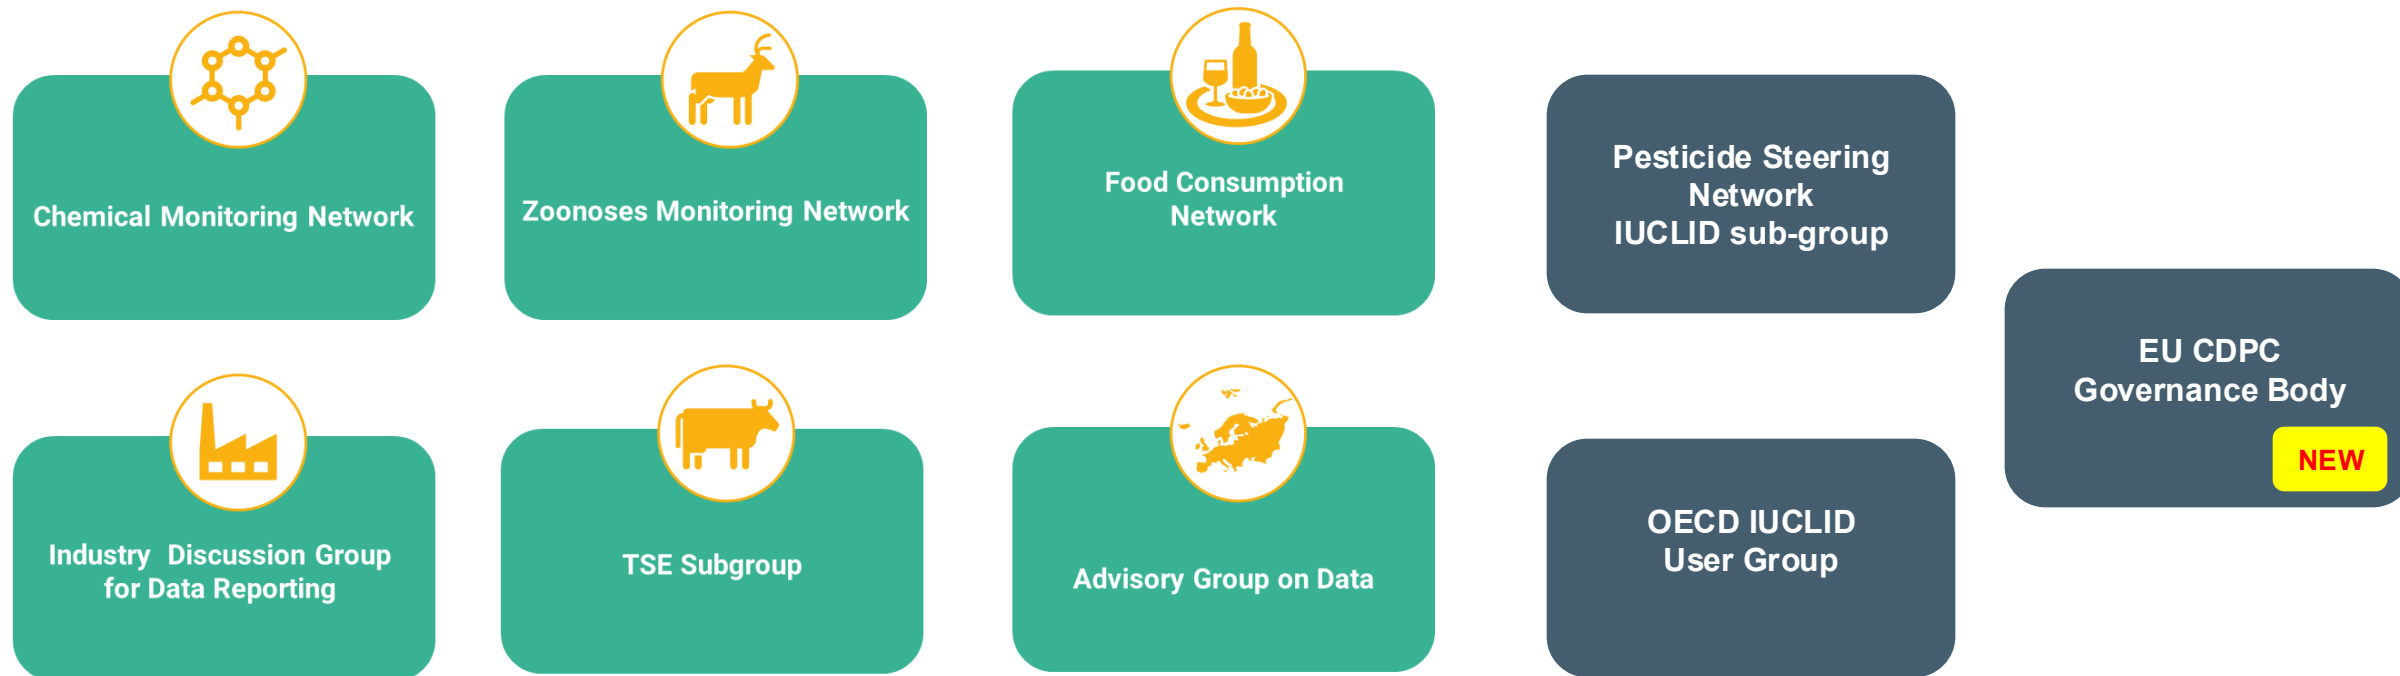 Chemical Monitoring Network
Zoonoses Monitoring Network
Food Consumption
Network
Pesticide Steering
Network
IUCLID sub-group
EU CDPC
Governance Body
NEW
Industry  Discussion Group
for Data Reporting
TSE Subgroup
Advisory Group on Data
OECD IUCLID
User Group